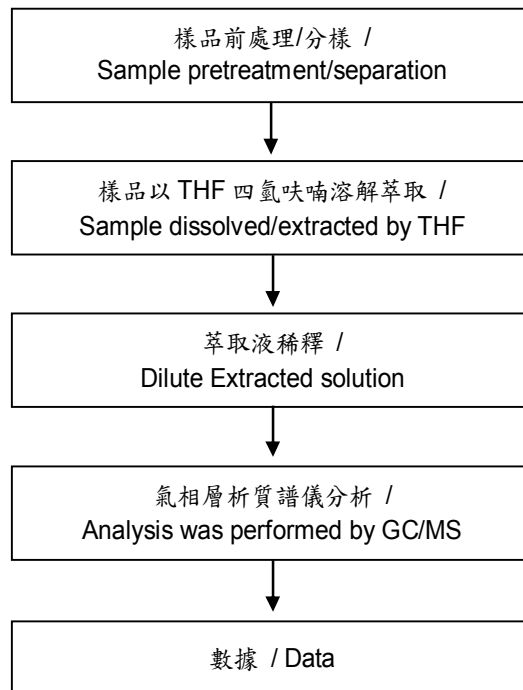 樣品前處理/分樣 /
Sample pretreatment/separation
樣品以 THF 四氫呋喃溶解萃取 /
Sample dissolved/extracted by THF
萃取液稀釋 /
Dilute Extracted solution
氣相層析質譜儀分析 /
Analysis was performed by GC/MS
數據 / Data